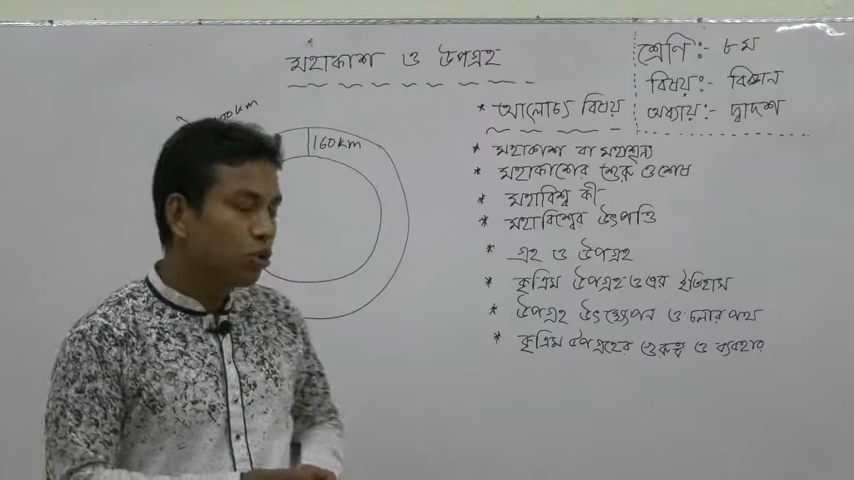 মহাকাশ ও উপগ্রহ
শ্রেণি:- ৮ম
বিষয়:- বিজ্ঞান
অধ্যায়:- দ্বাদশ
160km
* আলোচ্য বিষয়
* মহাকাশ বা মহাশূন্য
* মহাকাশের শুরু ও শেষ
* মহাবিশ্ব কী
* মহাবিশ্বের উৎপত্তি
* গ্রহ ও উপগ্রহ
* কৃত্রিম উপগ্রহ ও এর ইতিহাস
* উপগ্রহ উৎক্ষেপন ও চলার পথ
* কৃত্রিম উপগ্রহের গুরুত্ব ও ব্যবহার